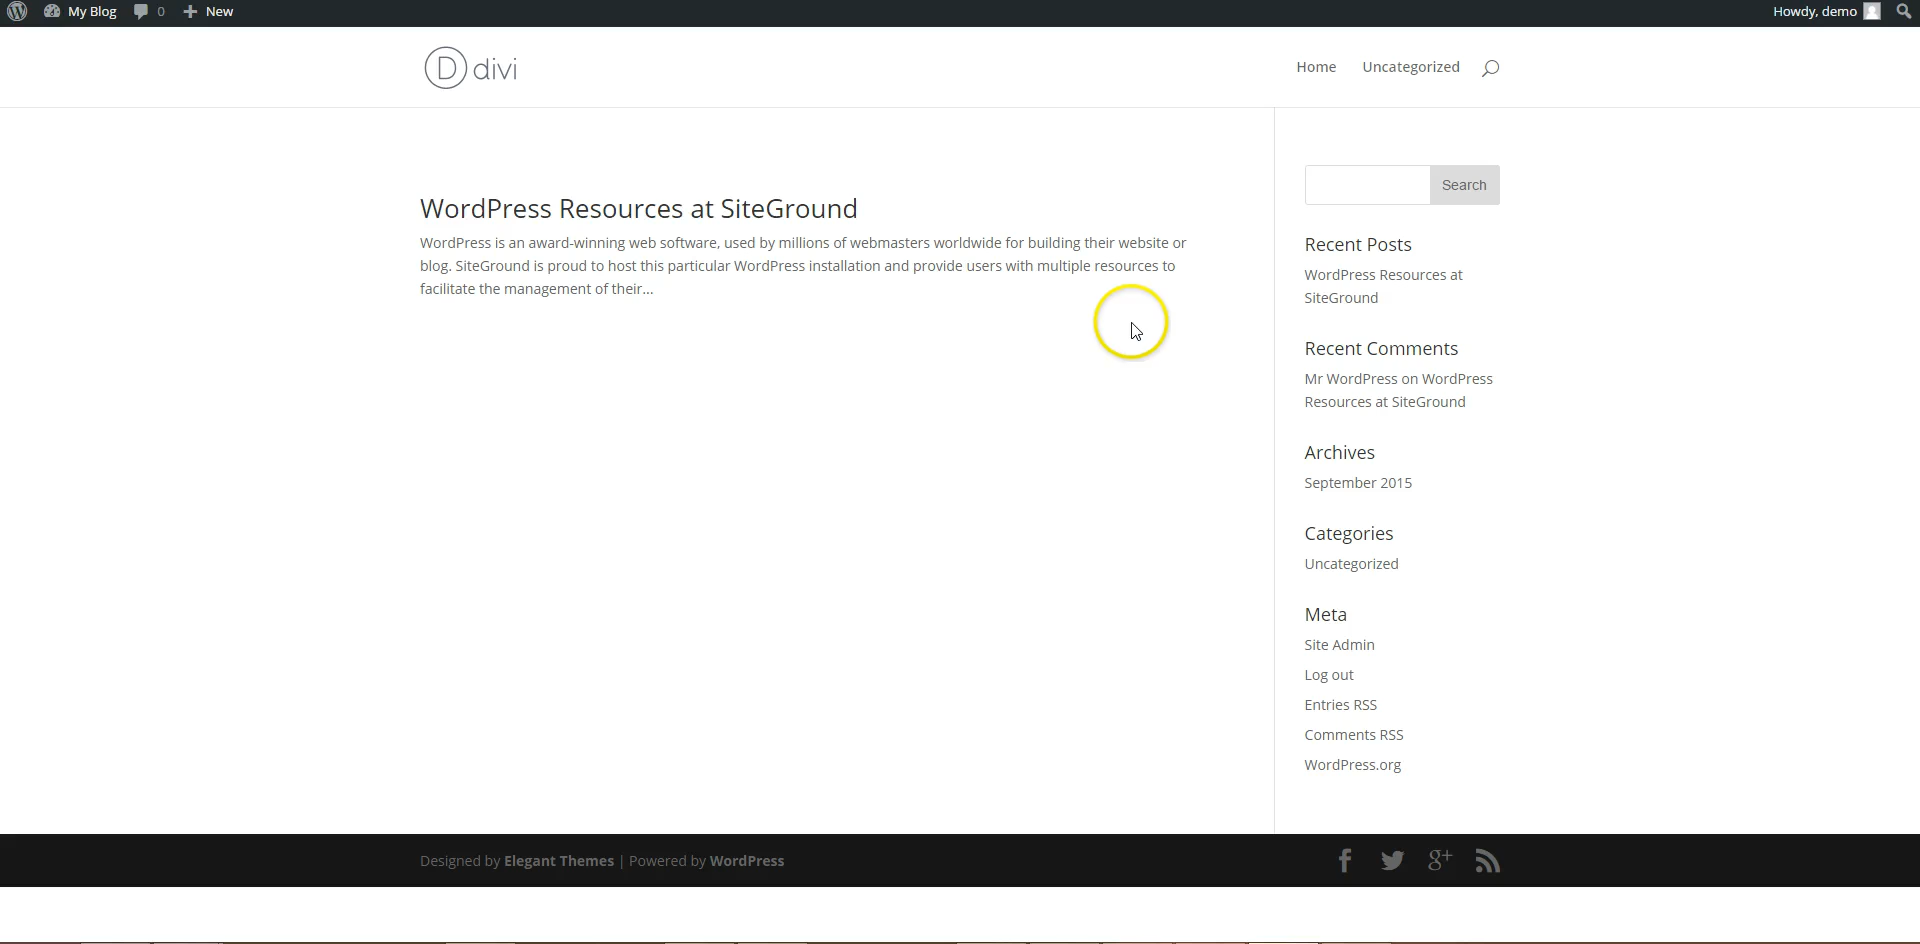 My Blog 0 New Howdy, demo
divi Home Uncategorized
WordPress Resources at SiteGround
WordPress is an award-winning web software, used by millions of webmasters worldwide for building their website or
blog. SiteGround is proud to host this particular WordPress installation and provide users with multiple resources to
facilitate the management of their...
Search
Recent Posts
WordPress Resources at
SiteGround
Recent Comments
Mr WordPress on WordPress
Resources at SiteGround
Archives
September 2015
Categories
Uncategorized
Meta
Site Admin
Log out
Entries RSS
Comments RSS
WordPress.org
Designed by Elegant Themes | Powered by WordPress